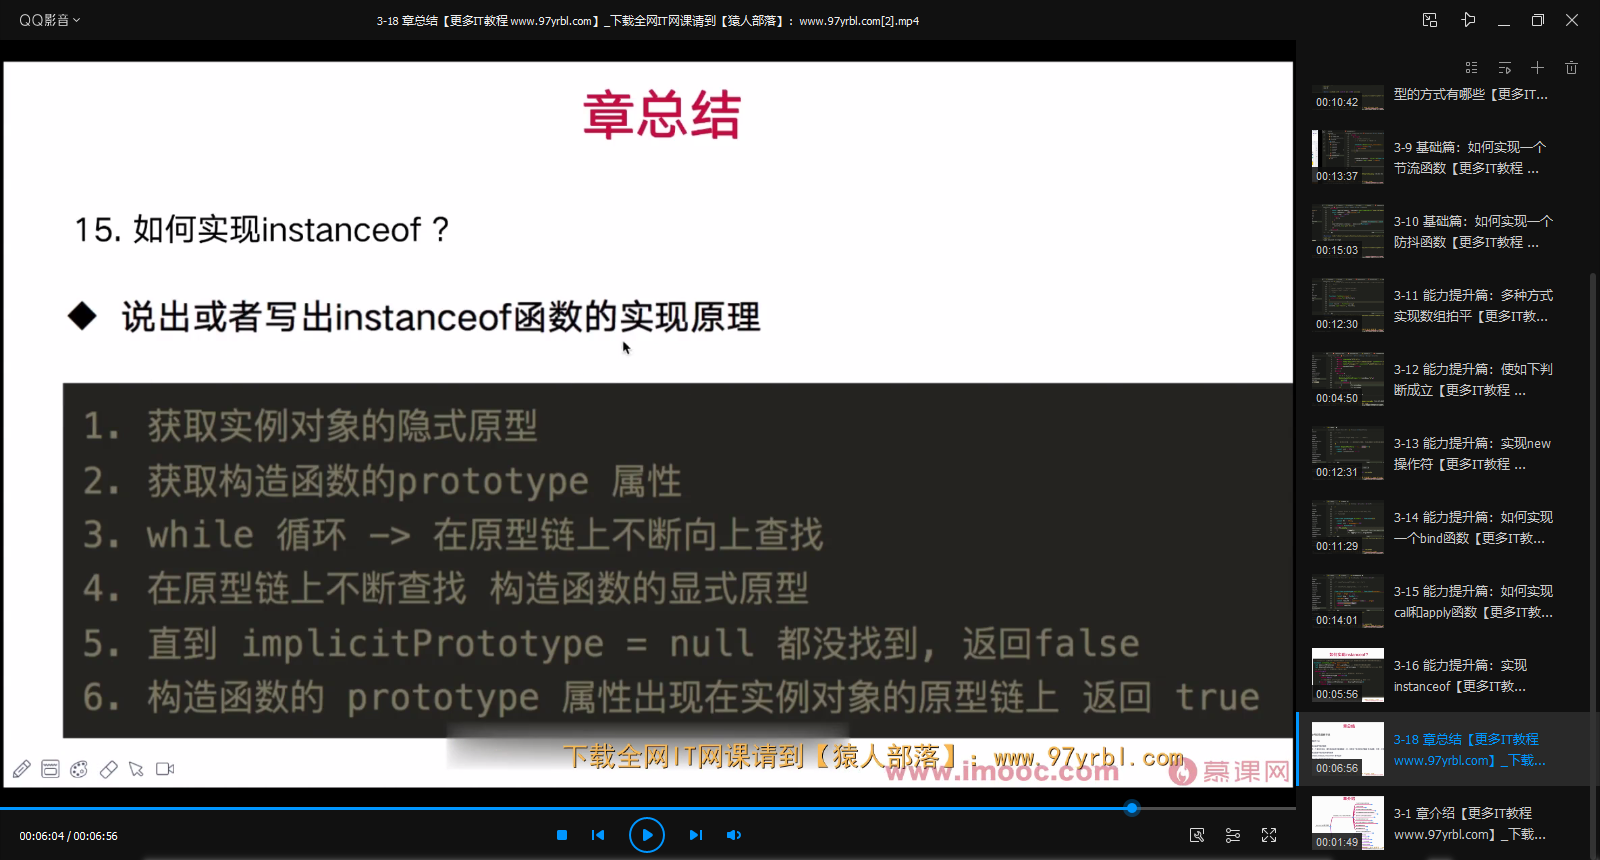 QQ影音
3-18 章总结【更多IT教程 www.97yrbl.com】_下载全网IT网课请到【猿人部落】: www.97yrbl.com[2].mp4
章总结
15. 如何实现instanceof ?
◆ 说出或者写出instanceof函数的实现原理
1. 获取实例对象的隐式原型
2. 获取构造函数的prototype 属性
3. while 循环 -> 在原型链上不断向上查找
4. 在原型链上不断查找 构造函数的显式原型
5. 直到 implicitPrototype = null 都没找到, 返回false
6. 构造函数的 prototype 属性出现在实例对象的原型链上 返回 true
下载全网IT网课请到【猿人部落】: www.97yrbl.com
www.imooc.com 慕课网
00:06:04 / 00:06:56
00:10:42
型的方式有哪些【更多IT...
3-9 基础篇：如何实现一个
节流函数【更多IT教程 ...
00:13:37
3-10 基础篇：如何实现一个
防抖函数【更多IT教程 ...
00:15:03
3-11 能力提升篇：多种方式
实现数组拍平【更多IT教...
00:12:30
3-12 能力提升篇：使如下判
断成立【更多IT教程 ...
00:04:50
3-13 能力提升篇：实现new
操作符【更多IT教程 ...
00:12:31
3-14 能力提升篇：如何实现
一个bind函数【更多IT教...
00:11:29
3-15 能力提升篇：如何实现
call和apply函数【更多IT教...
00:14:01
3-16 能力提升篇：实现
instanceof【更多IT教...
00:05:56
3-18 章总结【更多IT教程
www.97yrbl.com】_下载...
00:06:56
3-1 章介绍【更多IT教程
www.97yrbl.com】_下载...
00:01:49